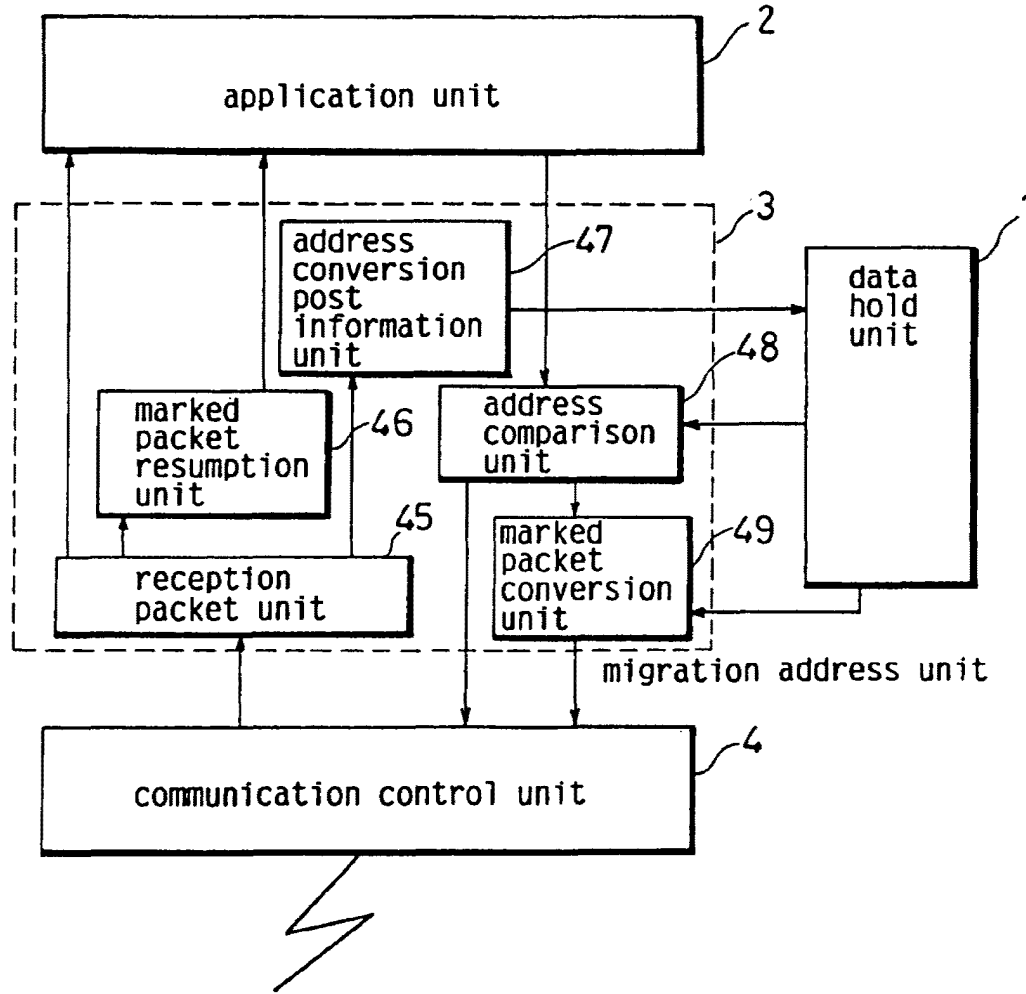 2
application unit
3
address
conversion
post
information
unit
47
data
hold
unit
48
address
comparison
unit
marked
packet
resumption
unit
46
45
reception
packet unit
marked
packet
conversion
unit
49
migration address unit
4
communication control unit